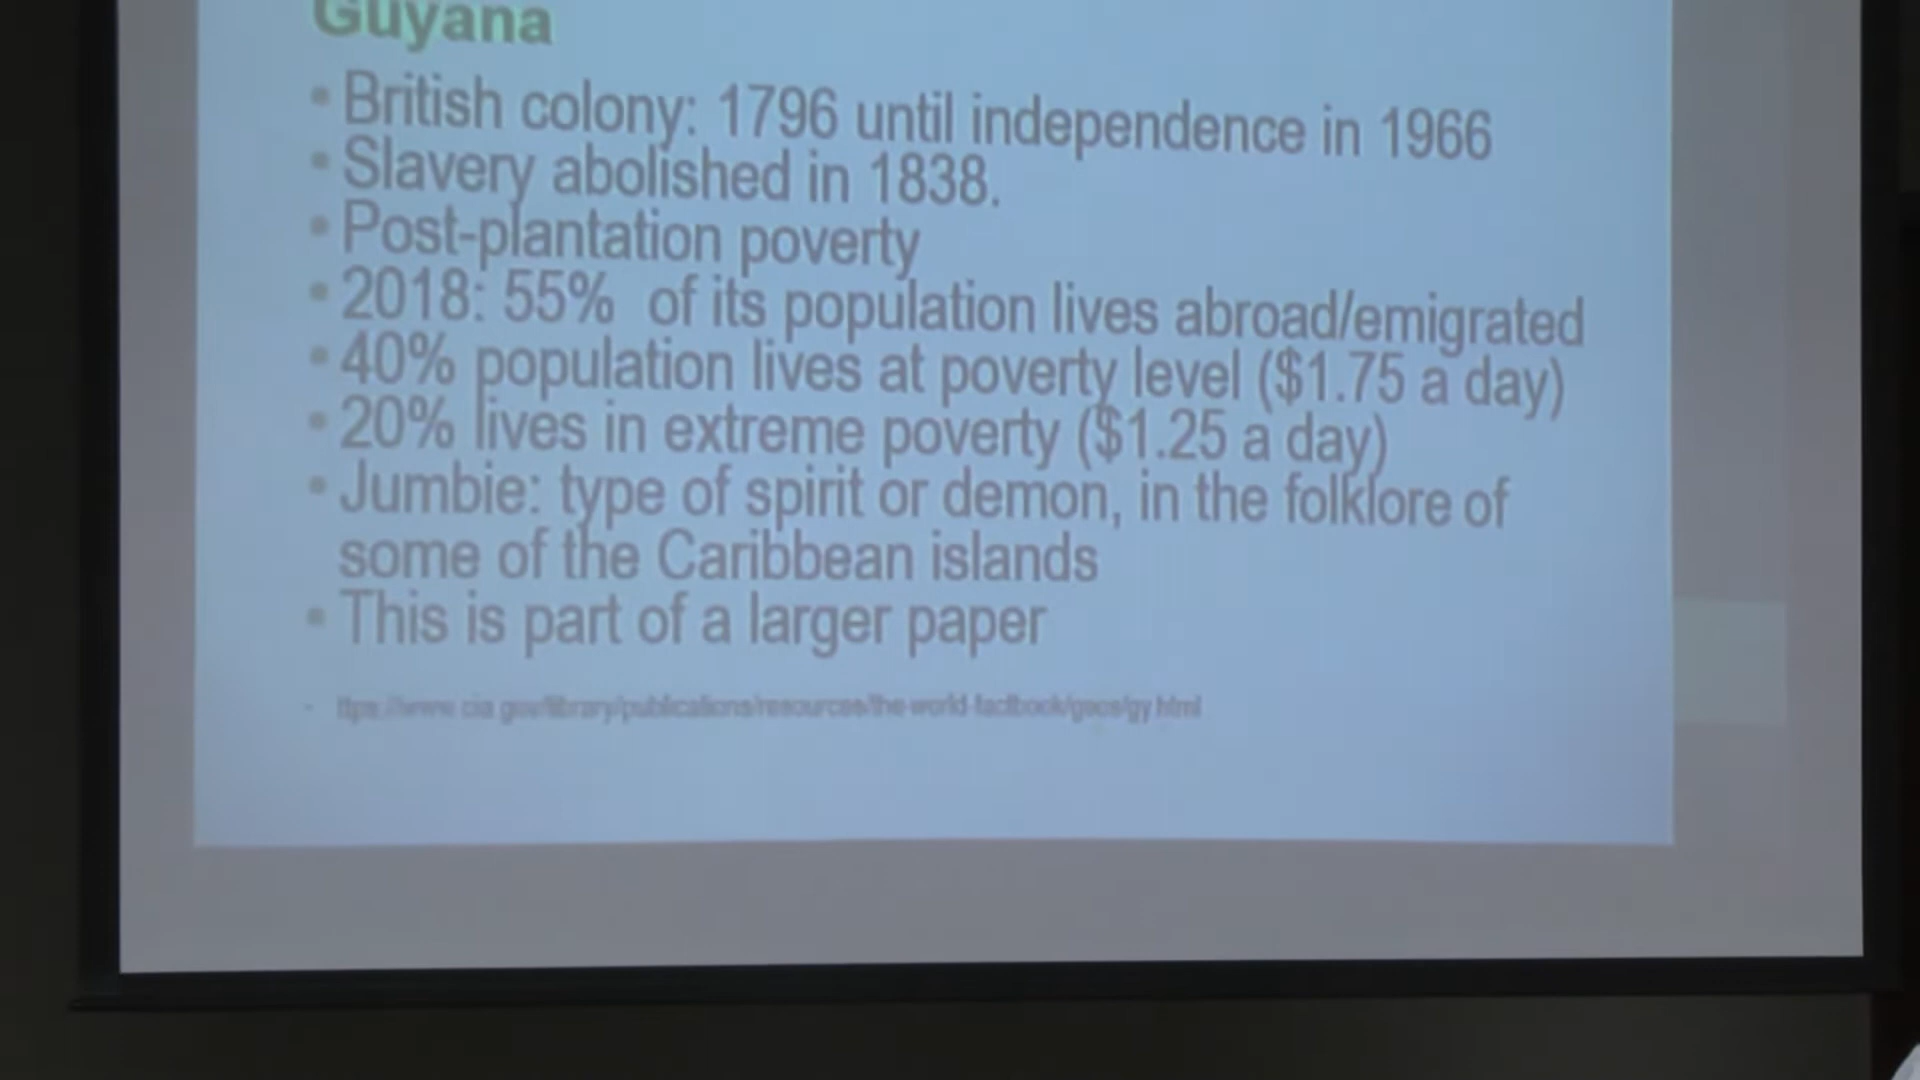 Guyana
• British colony: 1796 until independence in 1966
• Slavery abolished in 1838.
• Post-plantation poverty
• 2018: 55% of its population lives abroad/emigrated
• 40% population lives at poverty level ($1.75 a day)
• 20% lives in extreme poverty ($1.25 a day)
• Jumbie: type of spirit or demon, in the folklore of
some of the Caribbean islands
• This is part of a larger paper